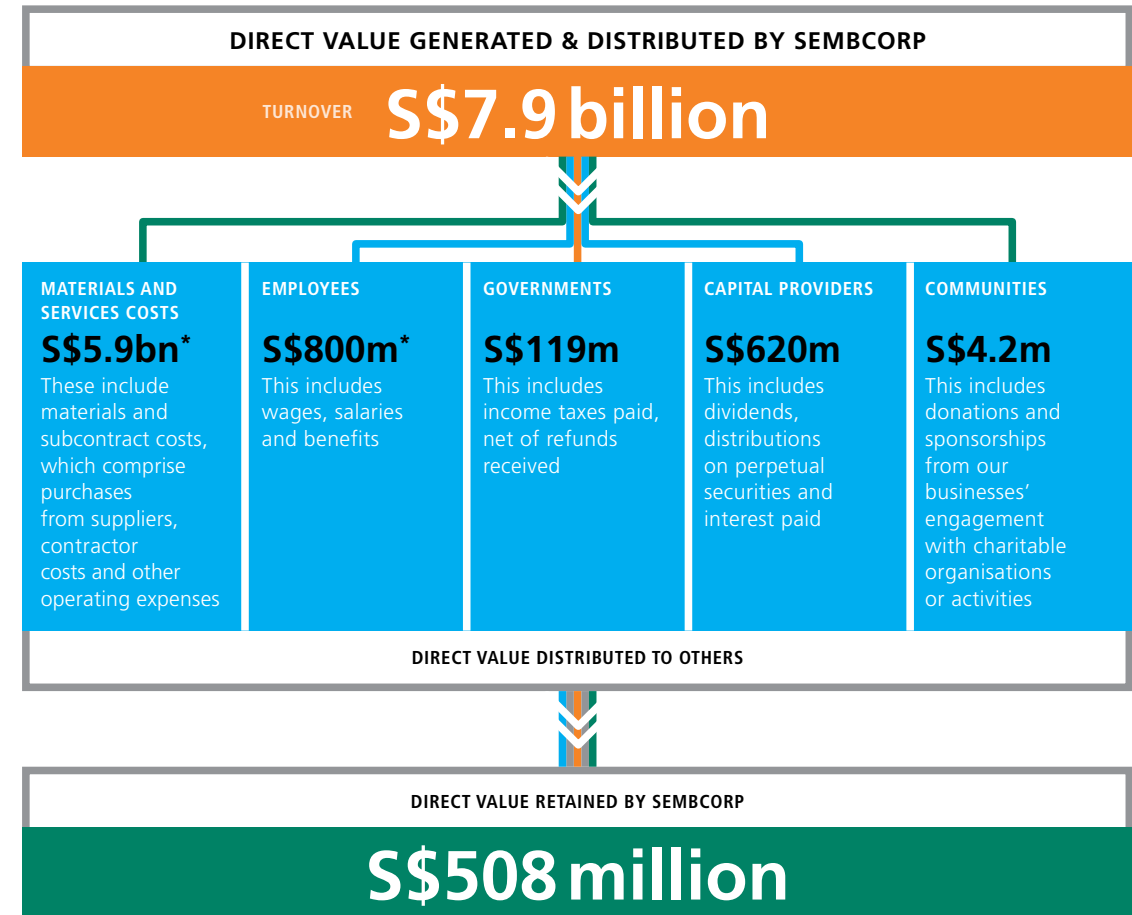 DIRECT VALUE GENERATED & DISTRIBUTED BY SEMBCORP
TURNOVER S$7.9 billion
MATERIALS AND
SERVICES COSTS
S$5.9bn*
These include
materials and
subcontract costs,
which comprise
purchases
from suppliers,
contractor
costs and other
operating expenses
EMPLOYEES
S$800m*
This includes
wages, salaries
and benefits
GOVERNMENTS
S$119m
This includes
income taxes paid,
net of refunds
received
CAPITAL PROVIDERS
S$620m
This includes
dividends,
distributions
on perpetual
securities and
interest paid
COMMUNITIES
S$4.2m
This includes
donations and
sponsorships
from our
businesses’
engagement
with charitable
organisations
or activities
DIRECT VALUE DISTRIBUTED TO OTHERS
DIRECT VALUE RETAINED BY SEMBCORP
S$508 million